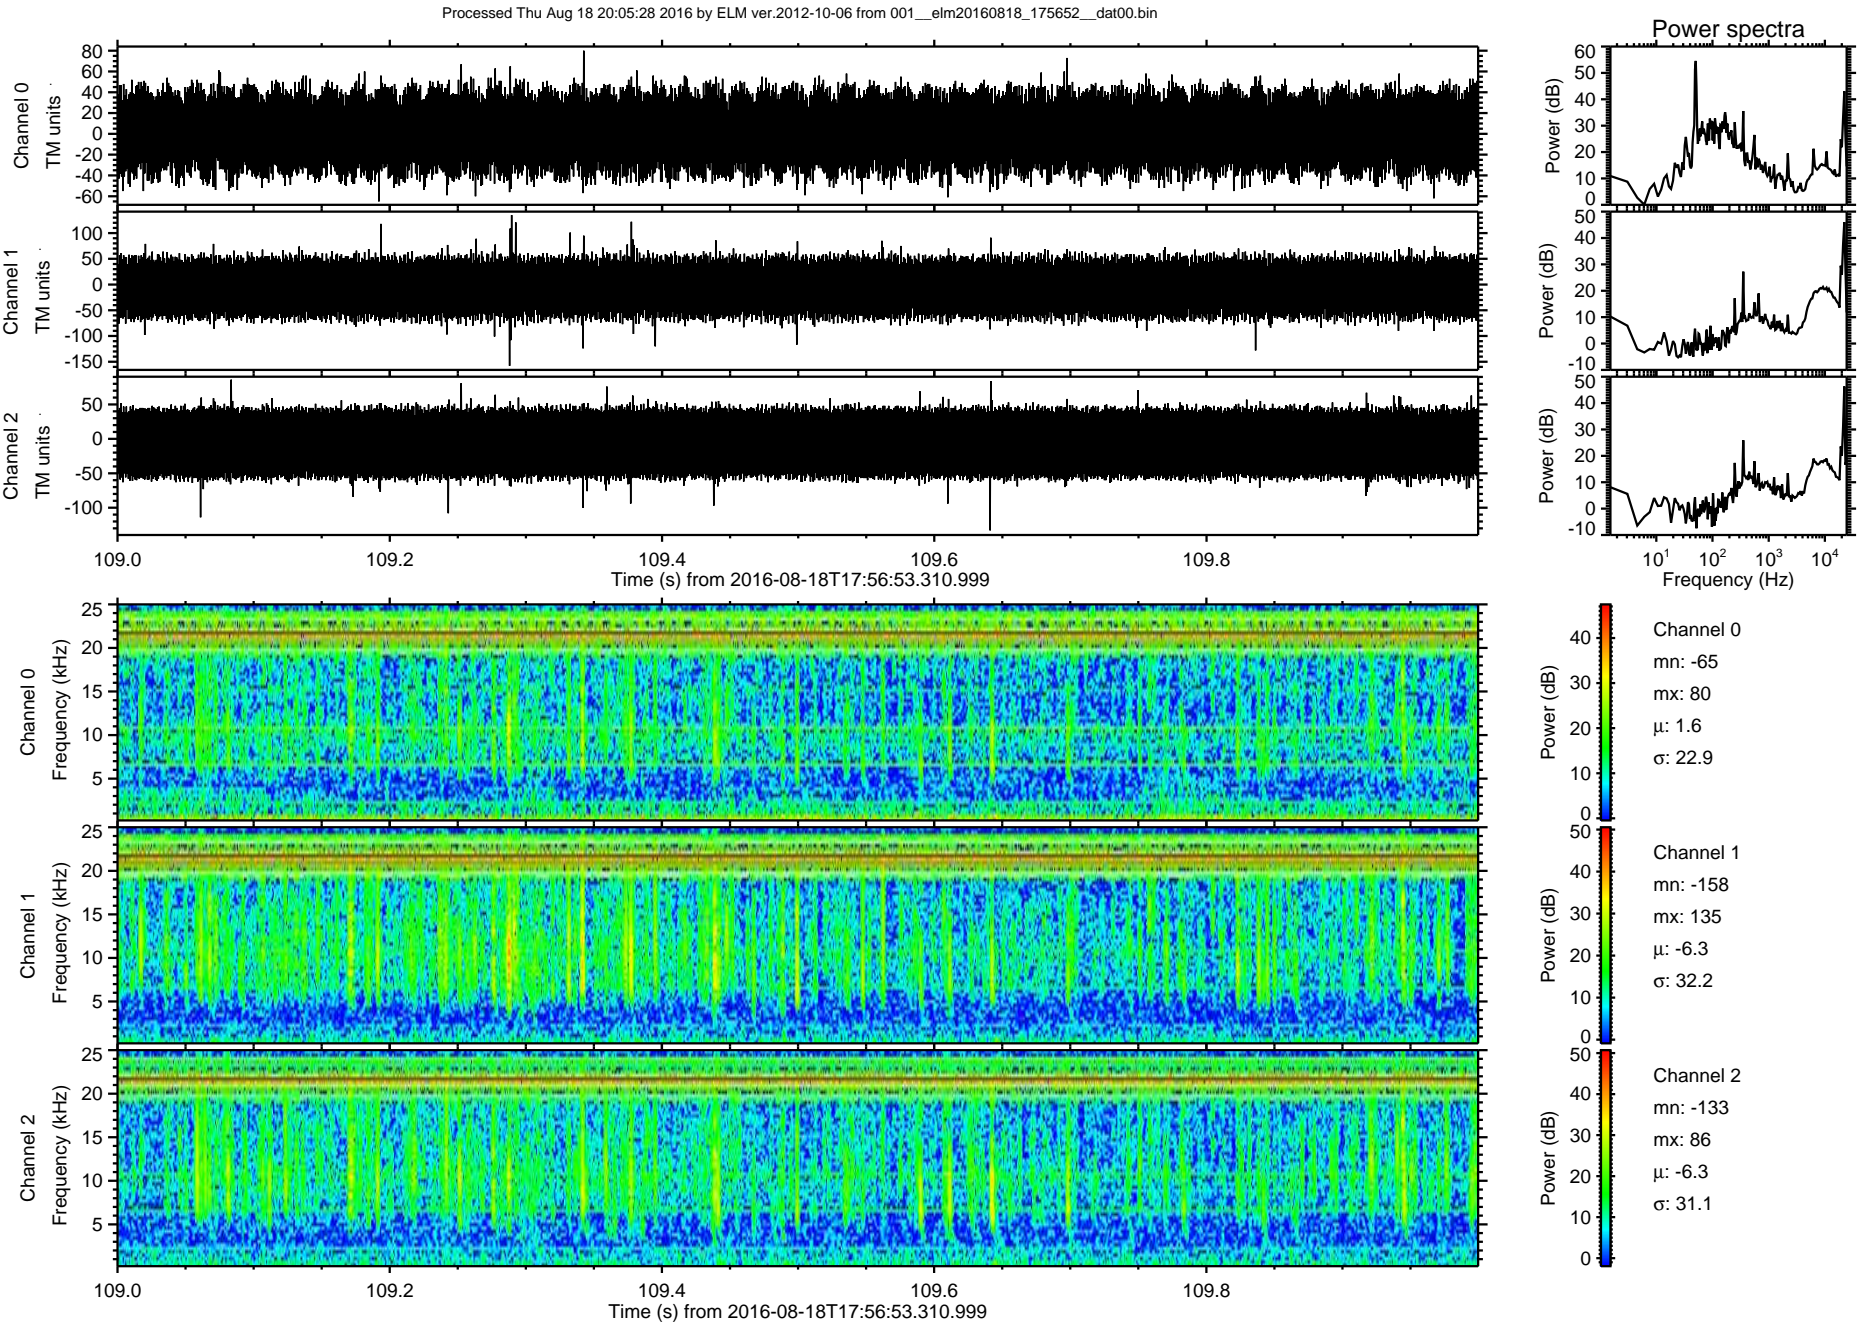 Processed Thu Aug 18 20:05:28 2016 by ELM ver.2012-10-06 from 001__elm20160818_175652__dat00.bin
Power spectra
Channel 0
TM units
80
60
40
20
0
-20
-40
-60
Power (dB)
60
50
40
30
20
10
0
Channel 1
TM units
100
50
0
-50
-100
-150
Power (dB)
50
40
30
20
10
0
-10
Channel 2
TM units
50
0
-50
-100
Power (dB)
50
40
30
20
10
0
-10
109.0 109.2 109.4 109.6 109.8
Time (s) from 2016-08-18T17:56:53.310.999
10^1 10^2 10^3 10^4
Frequency (Hz)
Channel 0
Frequency (kHz)
25
20
15
10
5
Power (dB)
40
30
20
10
0
Channel 0
mn: -65
mx: 80
μ: 1.6
σ: 22.9
Channel 1
Frequency (kHz)
25
20
15
10
5
Power (dB)
50
40
30
20
10
0
Channel 1
mn: -158
mx: 135
μ: -6.3
σ: 32.2
Channel 2
Frequency (kHz)
25
20
15
10
5
Power (dB)
50
40
30
20
10
0
Channel 2
mn: -133
mx: 86
μ: -6.3
σ: 31.1
109.0 109.2 109.4 109.6 109.8
Time (s) from 2016-08-18T17:56:53.310.999